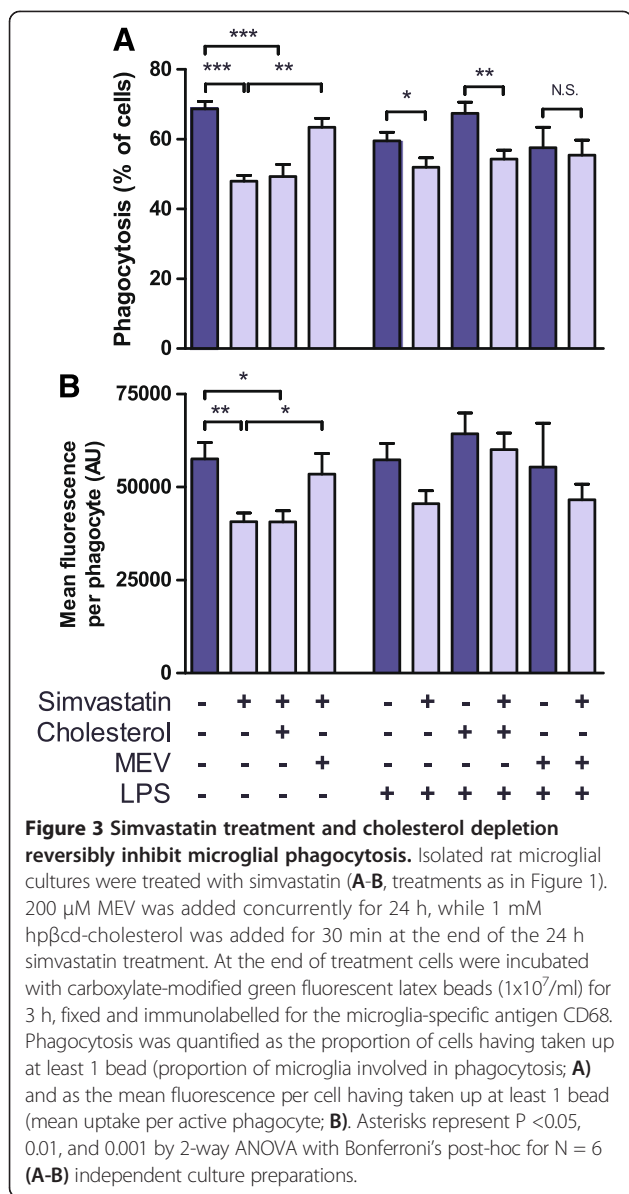 A
***
*** **
* ** N.S.
80
60
40
20
0
Phagocytosis (% of cells)
B
*
** *
75000
50000
25000
0
Mean fluorescence
per phagocyte (AU)
Simvastatin - + + + - + - + - +
Cholesterol - - + - - - + + - -
MEV - - - + - - - - + +
LPS - - - - + + + + + +
Figure 3 Simvastatin treatment and cholesterol depletion
reversibly inhibit microglial phagocytosis. Isolated rat microglial
cultures were treated with simvastatin (A-B, treatments as in Figure 1).
200 μM MEV was added concurrently for 24 h, while 1 mM
hpβcd-cholesterol was added for 30 min at the end of the 24 h
simvastatin treatment. At the end of treatment cells were incubated
with carboxylate-modified green fluorescent latex beads (1x10⁷/ml) for
3 h, fixed and immunolabelled for the microglia-specific antigen CD68.
Phagocytosis was quantified as the proportion of cells having taken up
at least 1 bead (proportion of microglia involved in phagocytosis; A)
and as the mean fluorescence per cell having taken up at least 1 bead
(mean uptake per active phagocyte; B). Asterisks represent P <0.05,
0.01, and 0.001 by 2-way ANOVA with Bonferroni's post-hoc for N = 6
(A-B) independent culture preparations.